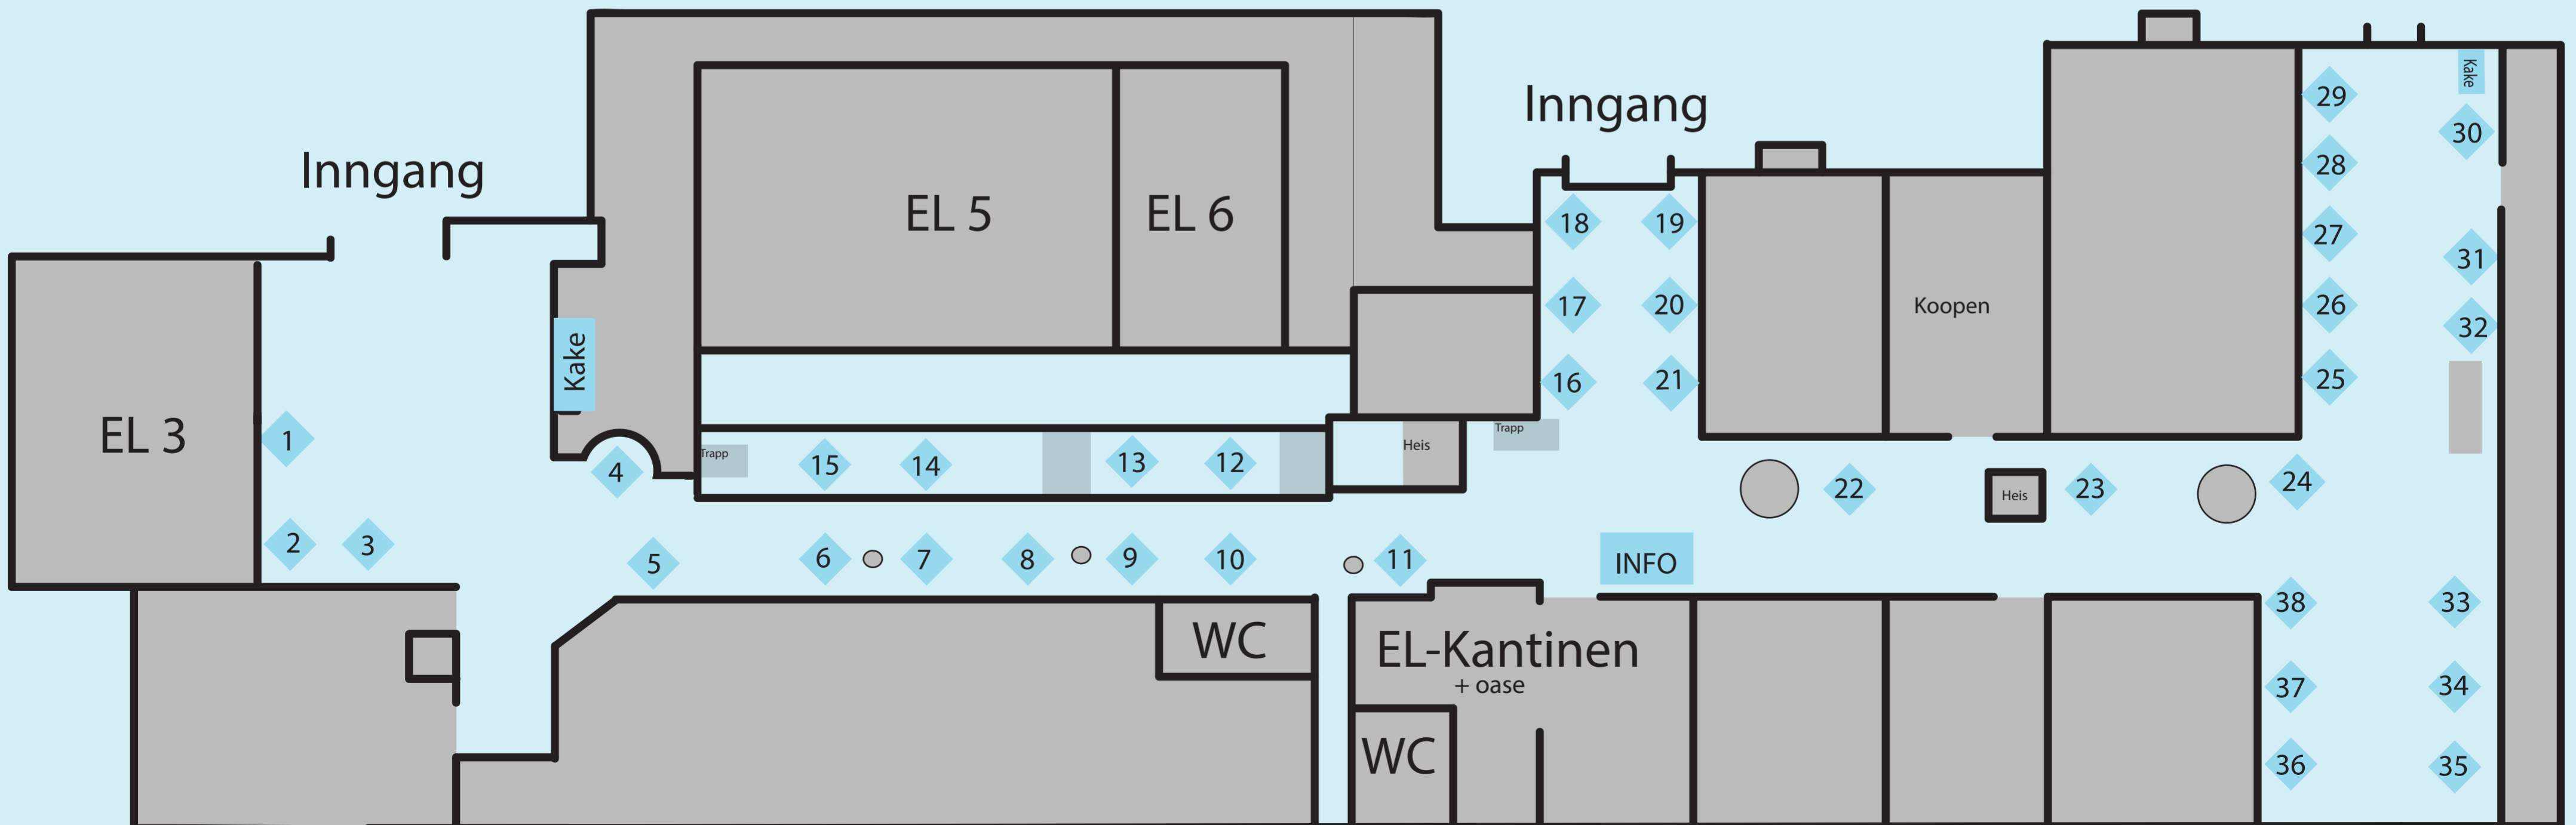 Inngang
Inngang
EL 3
EL 5
EL 6
Kake
Koopen
Kake
29
28
27
26
25
30
31
32
18
19
17
20
16
21
1
2
3
4
5
Trapp
15
14
13
12
Heis
Trapp
6
7
8
9
10
11
INFO
22
Heis
23
24
WC
EL-Kantinen
+ oase
WC
38
33
37
34
36
35